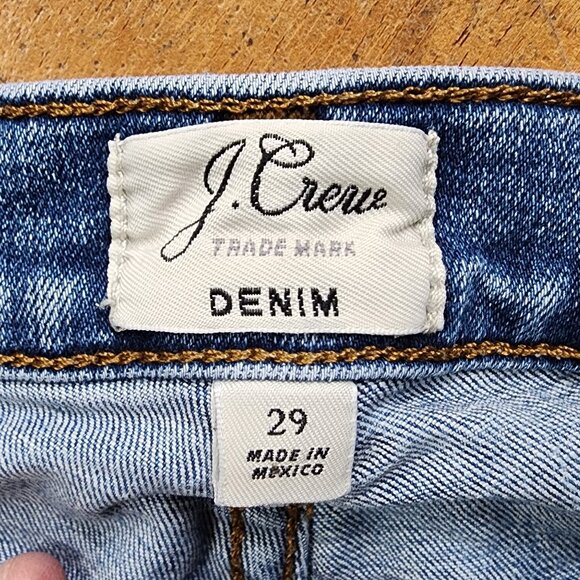 J.Crew
TRADE MARK
DENIM
29
MADE IN
MEXICO